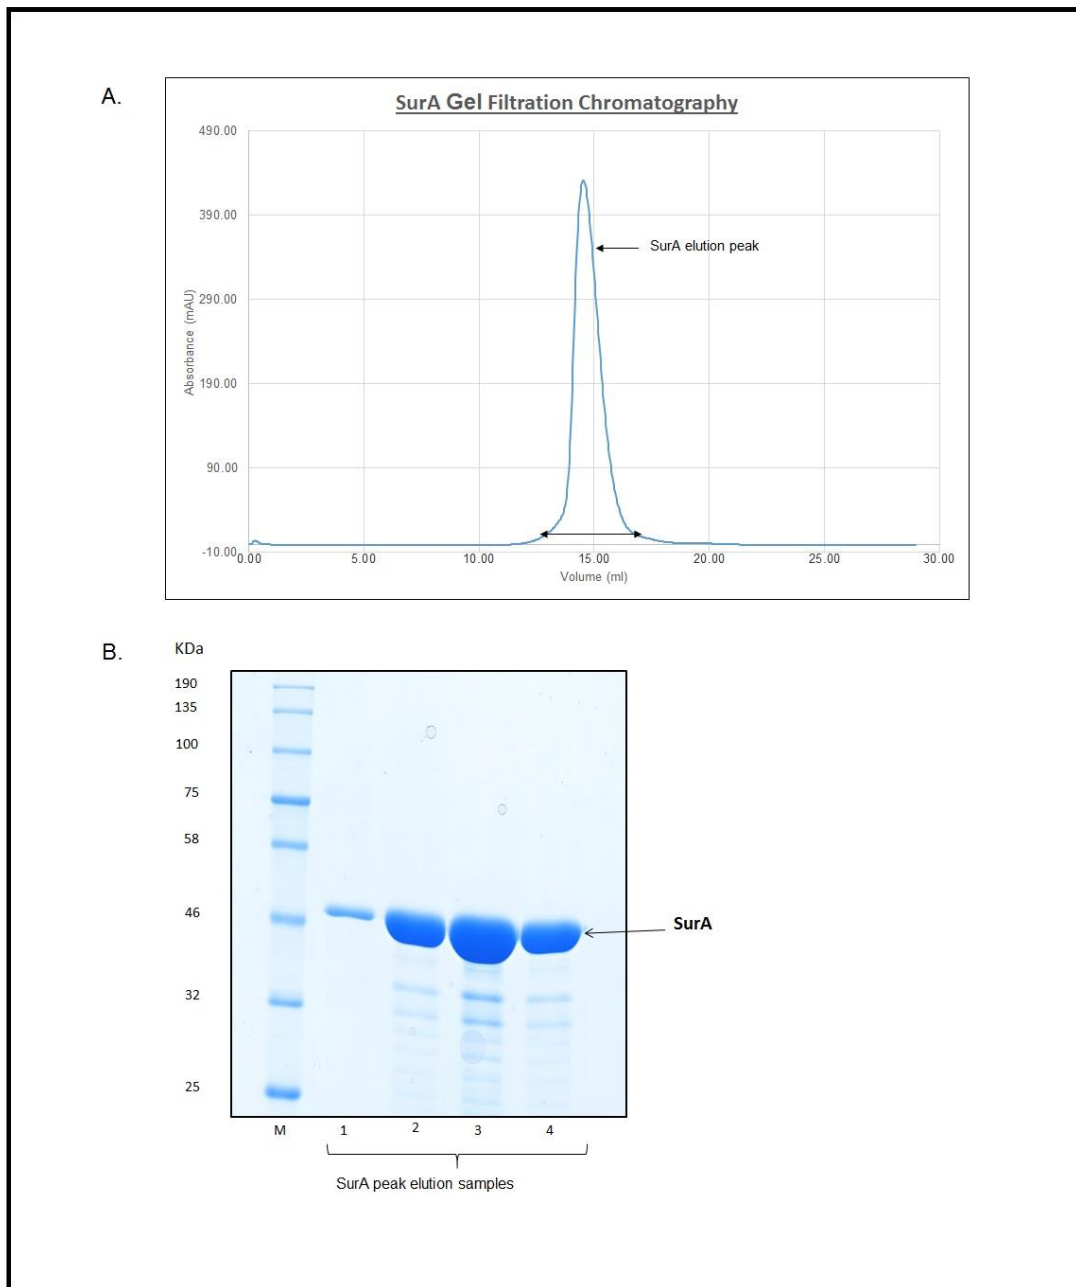 A.
SurA Gel Filtration Chromatography
490.00
390.00
SurA elution peak
290.00
Absorbance (mAU)
190.00
90.00
-10.00
0.00 5.00 10.00 15.00 20.00 25.00 30.00
Volume (ml)
B.
KDa
190
135
100
75
58
46
SurA
32
25
M 1 2 3 4
SurA peak elution samples